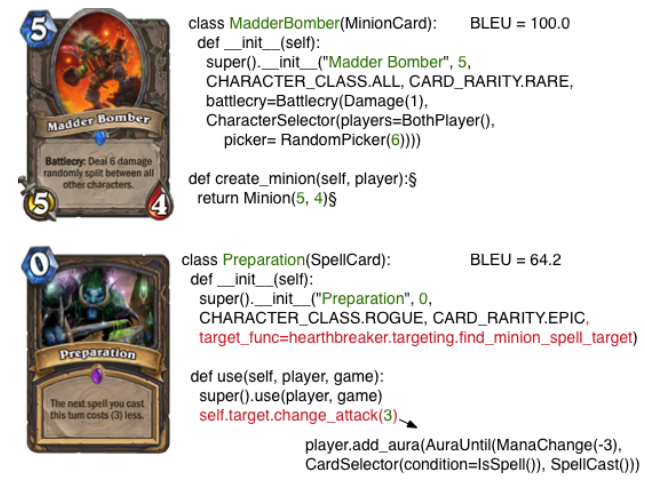 5
Madder Bomber
Battlecry: Deal 6 damage
randomly split between all
other characters.
5
4
class MadderBomber(MinionCard): BLEU = 100.0
def __init__(self):
super().__init__("Madder Bomber", 5,
CHARACTER_CLASS.ALL, CARD_RARITY.RARE,
battlecry=Battlecry(Damage(1),
CharacterSelector(players=BothPlayer(),
picker= RandomPicker(6))))
def create_minion(self, player):§
return Minion(5, 4)§
0
Preparation
The next spell you cast
this turn costs (3) less.
class Preparation(SpellCard): BLEU = 64.2
def __init__(self):
super().__init__("Preparation", 0,
CHARACTER_CLASS.ROGUE, CARD_RARITY.EPIC,
target_func=hearthbreaker.targeting.find_minion_spell_target)
def use(self, player, game):
super().use(player, game)
self.target.change_attack(3)
player.add_aura(AuraUntil(ManaChange(-3),
CardSelector(condition=IsSpell()), SpellCast()))